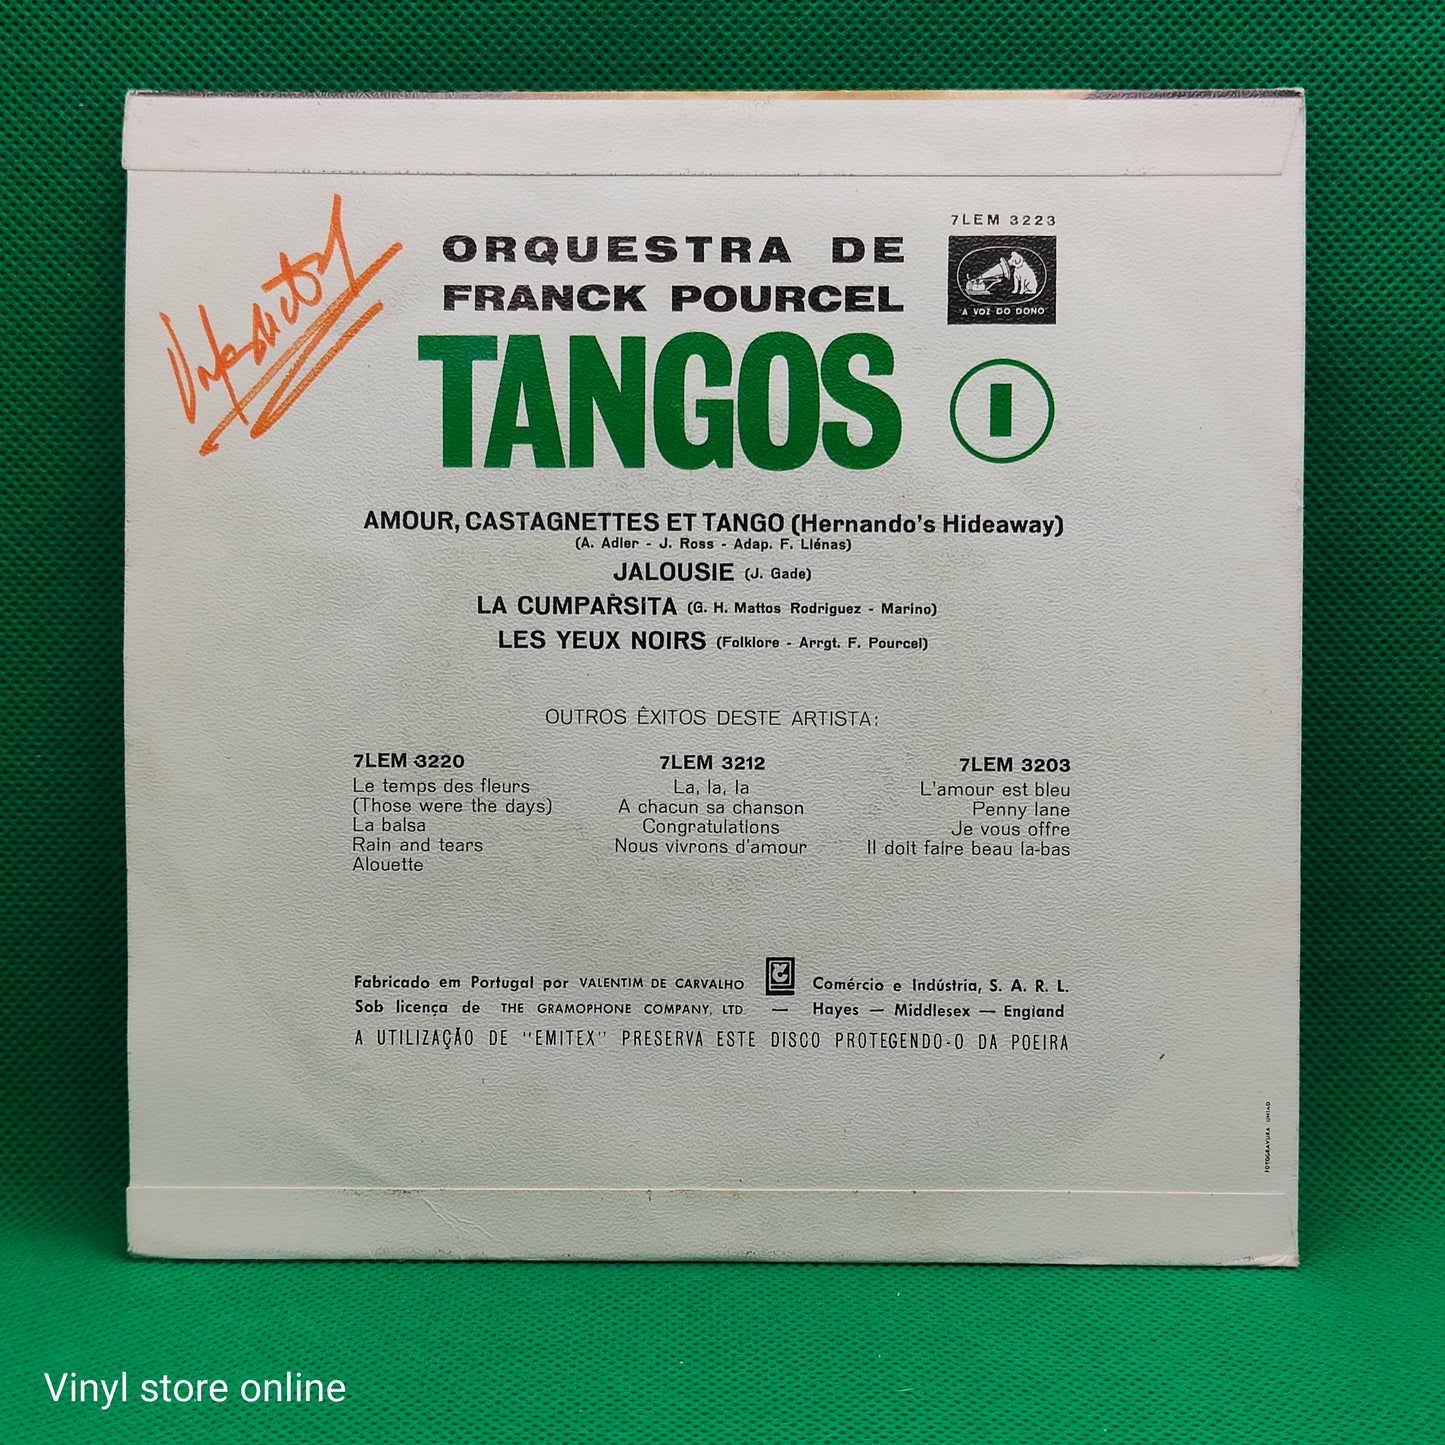 7LEM 3223
ORQUESTRA DE
FRANCK POURCEL
A VOZ DO DONO
TANGOS 1
AMOUR, CASTAGNETTES ET TANGO (Hernando's Hideaway)
(A. Adler - J. Ross - Adap. F. Llénas)
JALOUSIE (J. Gade)
LA CUMPARSITA (G. H. Mattos Rodriguez - Marino)
LES YEUX NOIRS (Folklore - Arrgt. F. Pourcel)
OUTROS ÊXITOS DESTE ARTISTA:
7LEM 3220
Le temps des fleurs
(Those were the days)
La balsa
Rain and tears
Alouette
7LEM 3212
La, la, la
A chacun sa chanson
Congratulations
Nous vivrons d'amour
7LEM 3203
L'amour est bleu
Penny lane
Je vous offre
Il doit faire beau la-bas
Fabricado em Portugal por VALENTIM DE CARVALHO Comércio e Indústria, S. A. R. L.
Sob licença de THE GRAMOPHONE COMPANY, LTD — Hayes — Middlesex — England
A UTILIZAÇÃO DE "EMITEX" PRESERVA ESTE DISCO PROTEGENDO-O DA POEIRA
FOTOGRAVURA UNIÃO
Vinyl store online